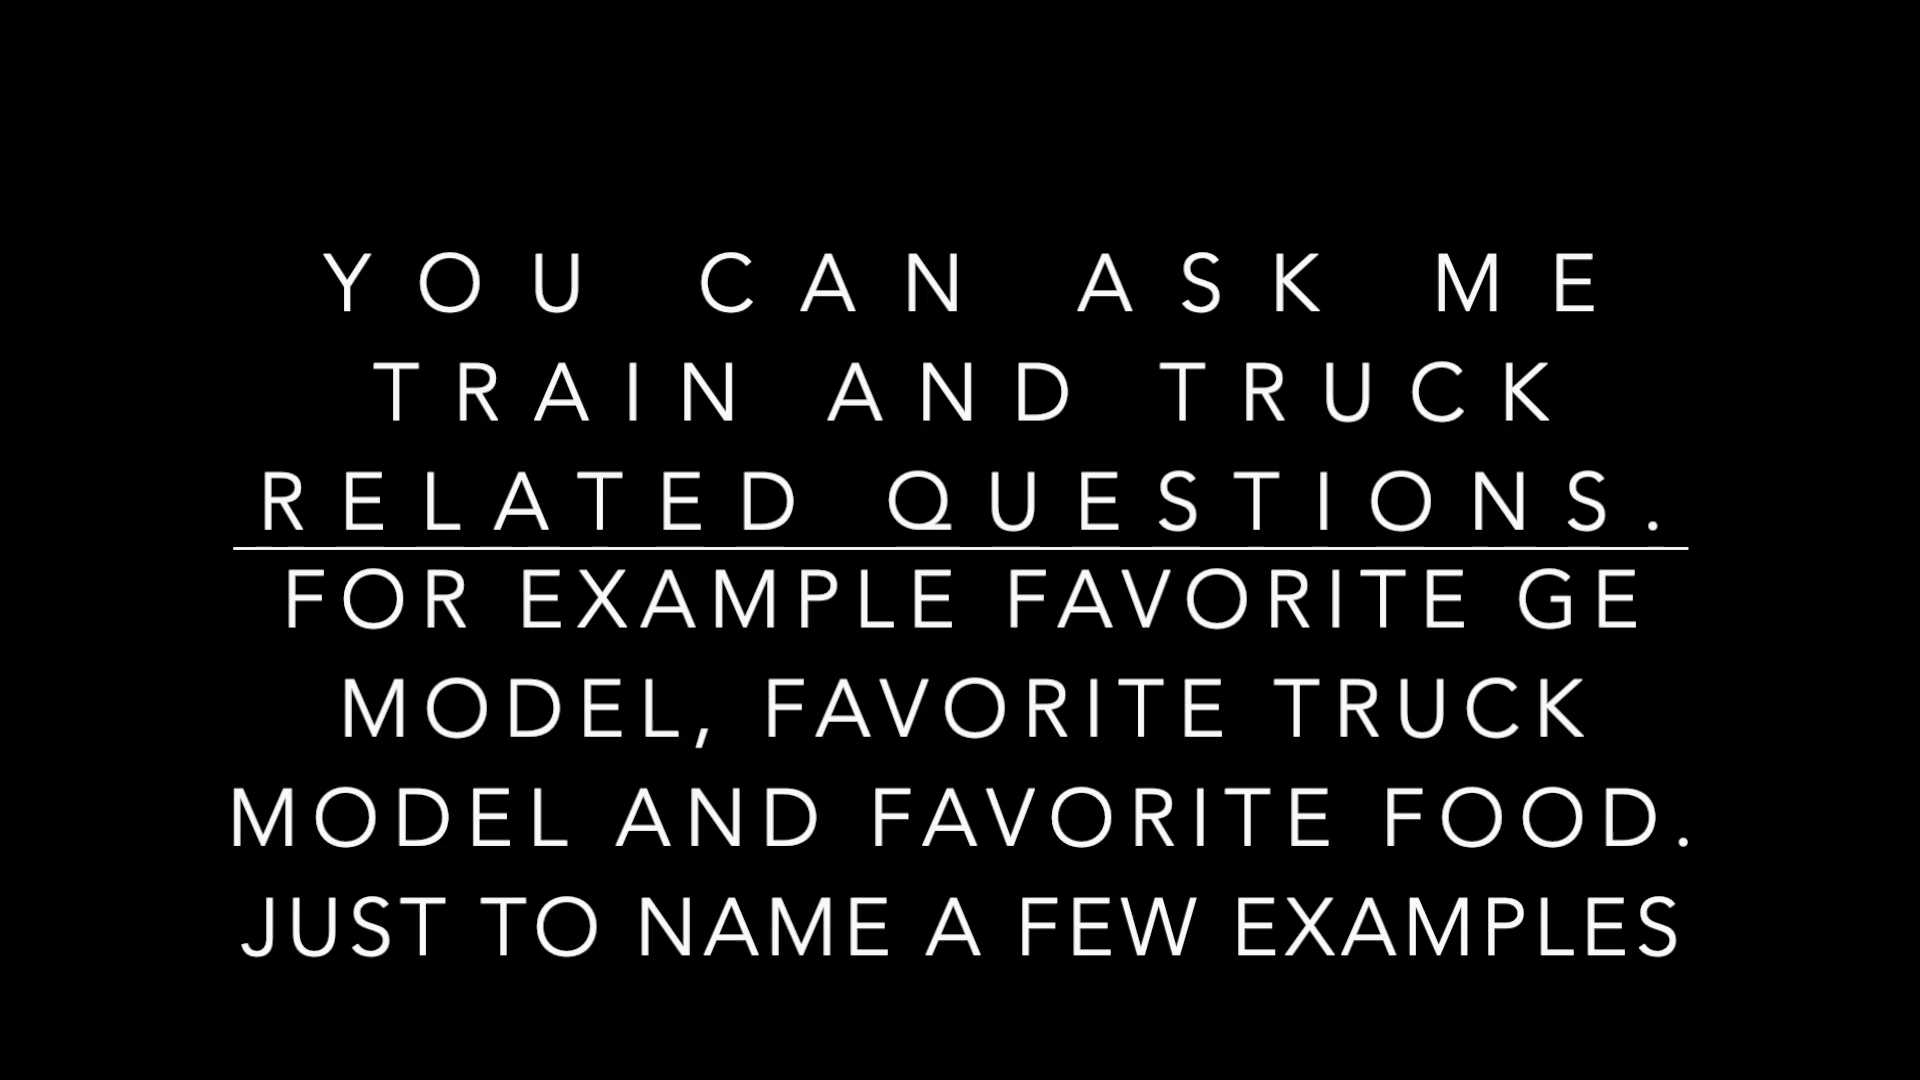 YOU CAN ASK ME
TRAIN AND TRUCK
RELATED QUESTIONS.
FOR EXAMPLE FAVORITE GE
MODEL, FAVORITE TRUCK
MODEL AND FAVORITE FOOD.
JUST TO NAME A FEW EXAMPLES